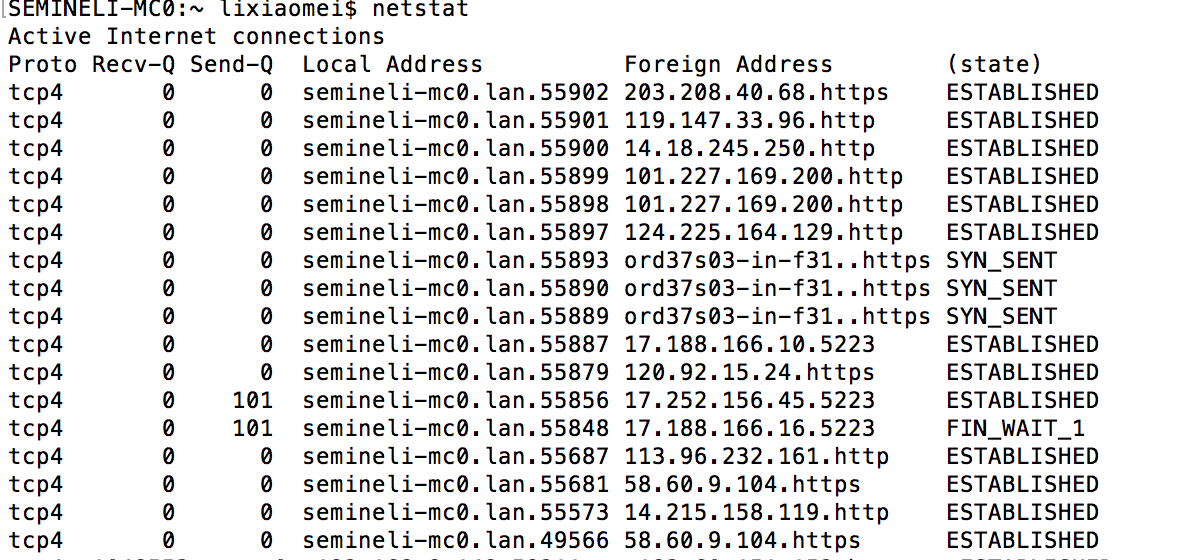 [SEMINELI-MC0:~ lixiaomei$ netstat
Active Internet connections
Proto Recv-Q Send-Q  Local Address          Foreign Address        (state)
tcp4       0      0  semineli-mc0.lan.55902 203.208.40.68.https    ESTABLISHED
tcp4       0      0  semineli-mc0.lan.55901 119.147.33.96.http     ESTABLISHED
tcp4       0      0  semineli-mc0.lan.55900 14.18.245.250.http     ESTABLISHED
tcp4       0      0  semineli-mc0.lan.55899 101.227.169.200.http   ESTABLISHED
tcp4       0      0  semineli-mc0.lan.55898 101.227.169.200.http   ESTABLISHED
tcp4       0      0  semineli-mc0.lan.55897 124.225.164.129.http   ESTABLISHED
tcp4       0      0  semineli-mc0.lan.55893 ord37s03-in-f31..https SYN_SENT
tcp4       0      0  semineli-mc0.lan.55890 ord37s03-in-f31..https SYN_SENT
tcp4       0      0  semineli-mc0.lan.55889 ord37s03-in-f31..https SYN_SENT
tcp4       0      0  semineli-mc0.lan.55887 17.188.166.10.5223     ESTABLISHED
tcp4       0      0  semineli-mc0.lan.55879 120.92.15.24.https     ESTABLISHED
tcp4       0    101  semineli-mc0.lan.55856 17.252.156.45.5223     ESTABLISHED
tcp4       0    101  semineli-mc0.lan.55848 17.188.166.16.5223     FIN_WAIT_1
tcp4       0      0  semineli-mc0.lan.55687 113.96.232.161.http    ESTABLISHED
tcp4       0      0  semineli-mc0.lan.55681 58.60.9.104.https      ESTABLISHED
tcp4       0      0  semineli-mc0.lan.55573 14.215.158.119.http    ESTABLISHED
tcp4       0      0  semineli-mc0.lan.49566 58.60.9.104.https      ESTABLISHED